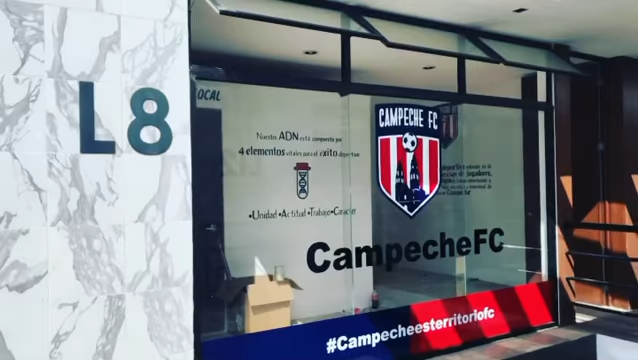 L8
LOCAL
Nuestro ADN está compuesto por
4 elementos vitales para el éxito deportivo
•Unidad •Actitud •Trabajo •Carácter
CAMPECHE FC
CampecheFC
#Campecheesterritoriofc